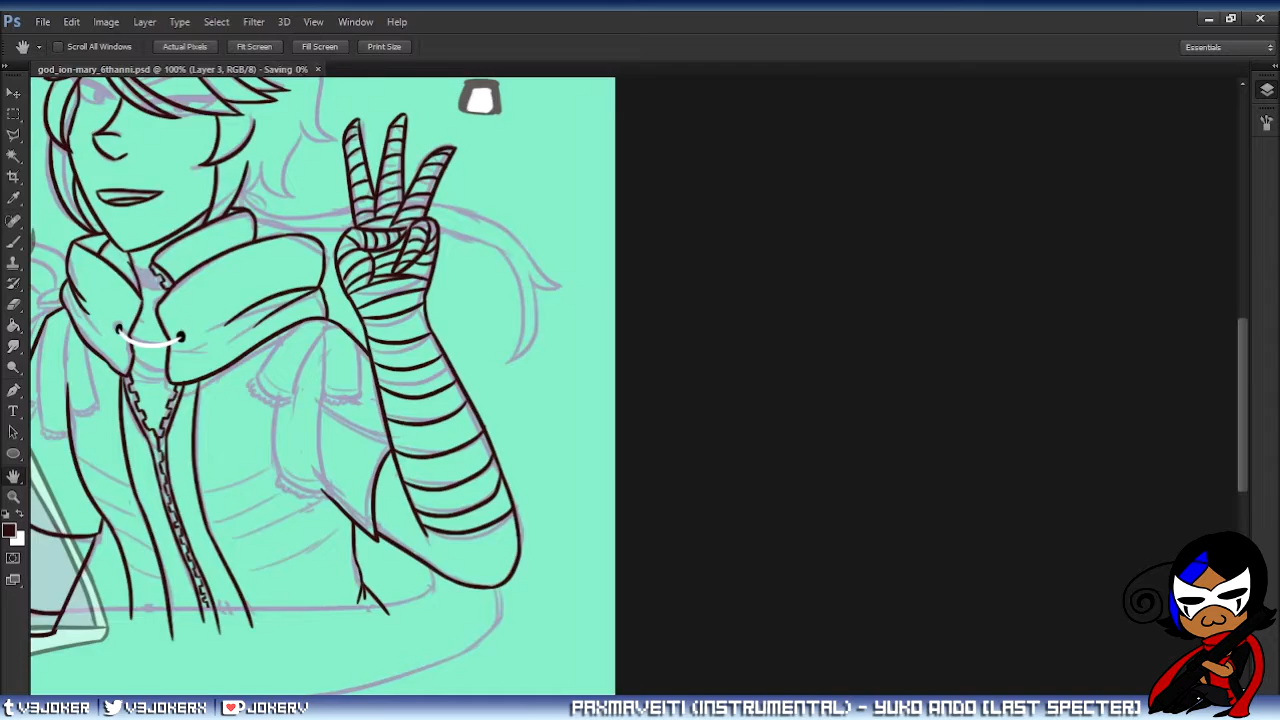 Ps File Edit Image Layer Type Select Filter 3D View Window Help
Scroll All Windows Actual Pixels Fit Screen Fill Screen Print Size Essentials
god_ion-mary_6thanni.psd @ 100% (Layer 3, RGB/8) - Saving 0% ×
T
V3JOKER V3JOKERX JOKERV PAXMAVEITI (INSTRUMENTAL) - YUKO ANDO [LAST SPECTER]